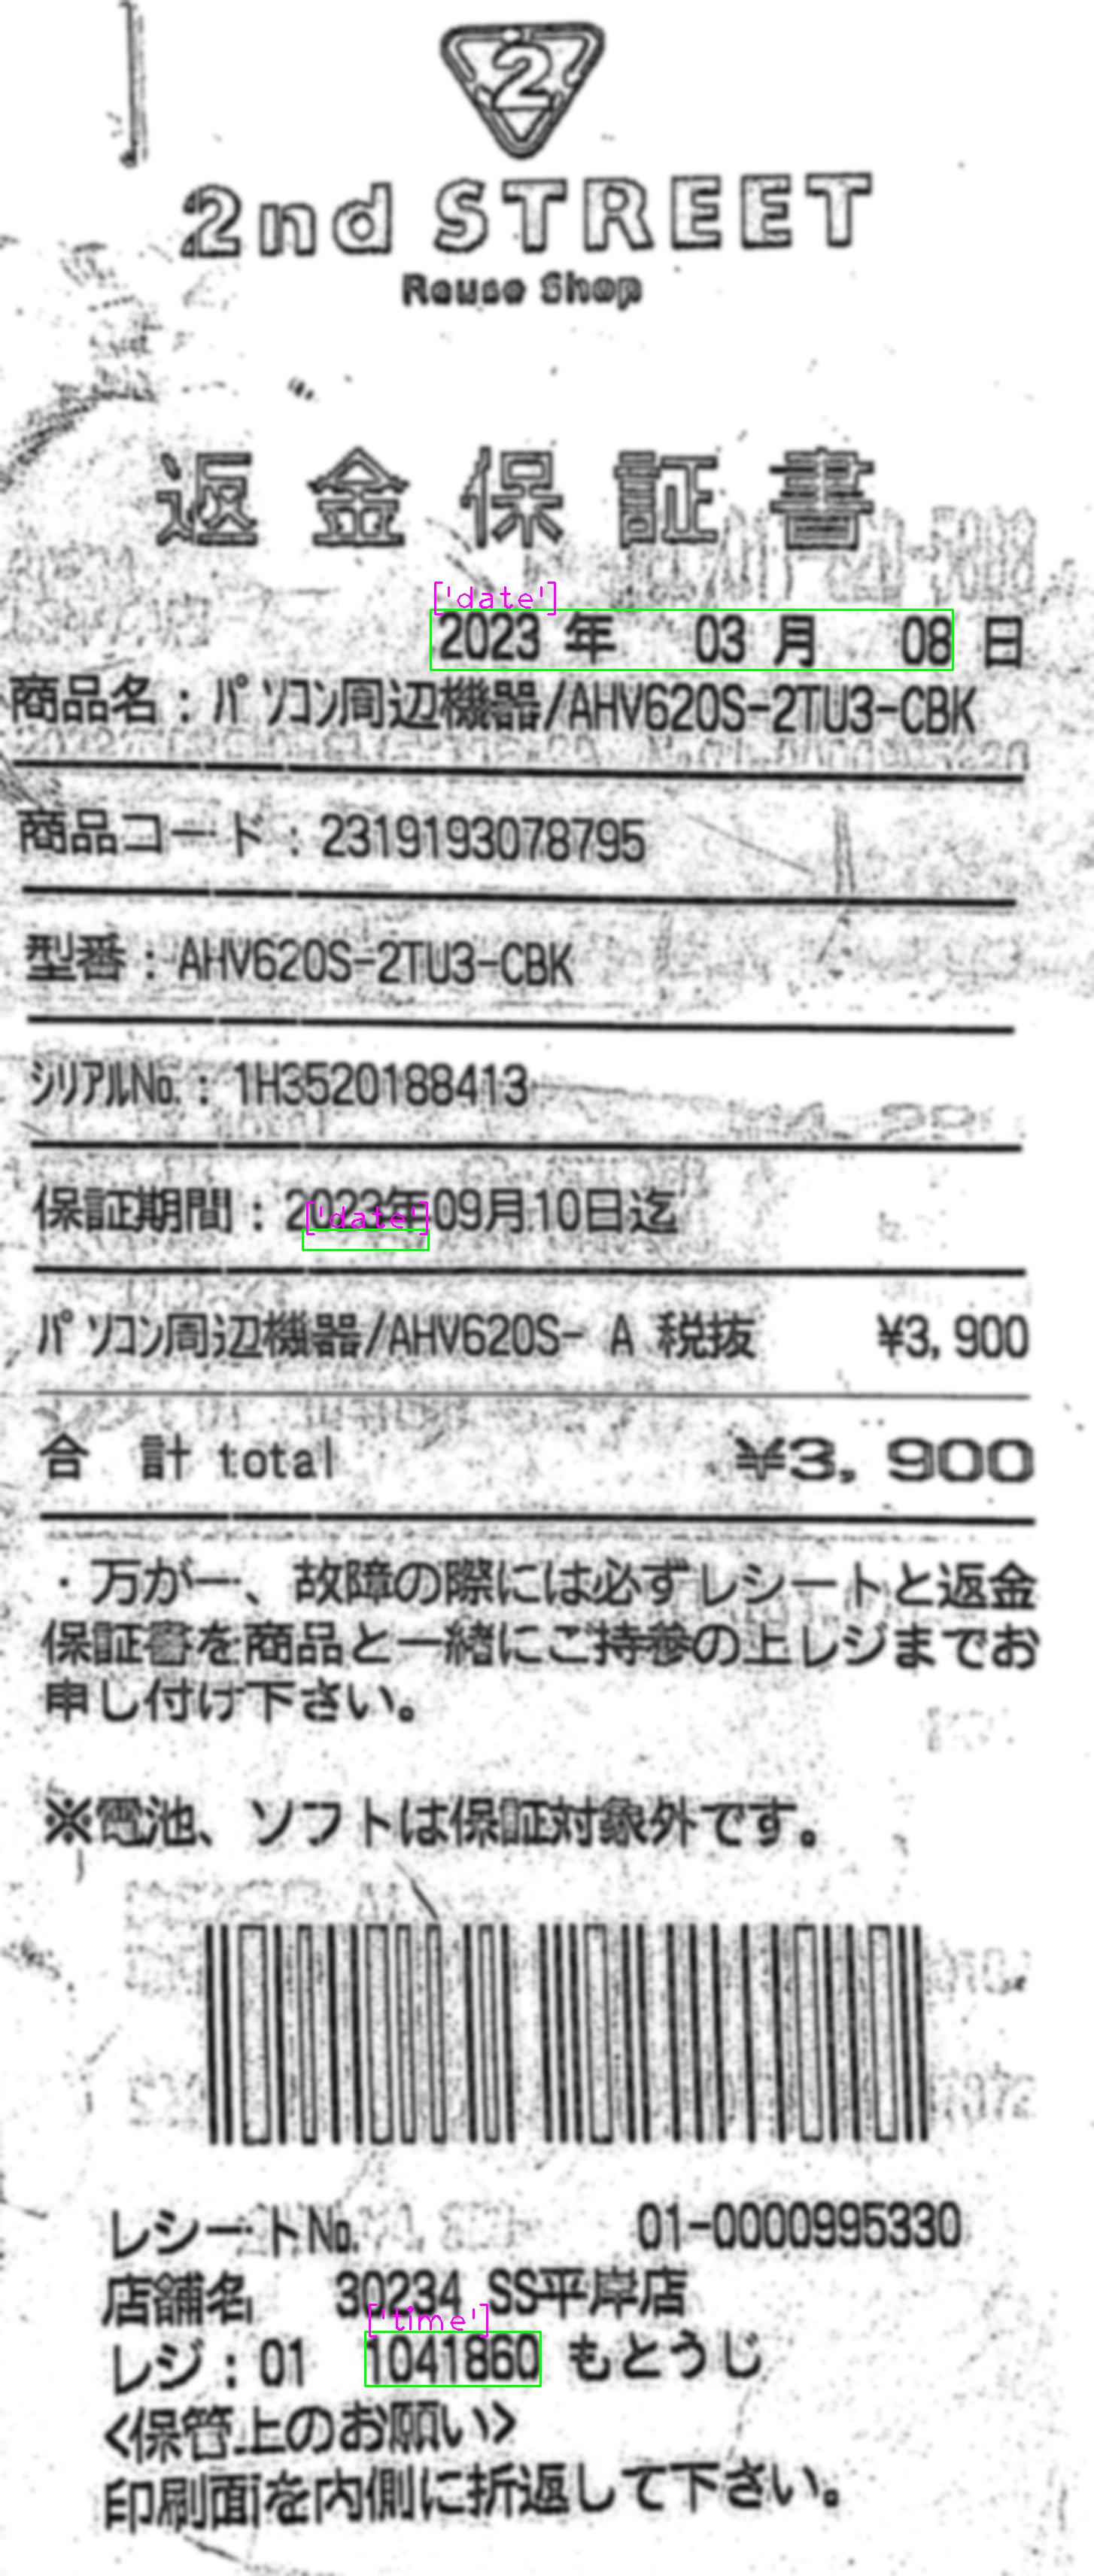 2
2nd STREET
Reuse Shop
返金保証書
['date']
2023 年 03 月 08 日
商品名：パソコン周辺機器/AHV620S-2TU3-CBK
商品コード：2319193078795
型番：AHV620S-2TU3-CBK
シリアルNo.：1H3520188413
保証期間：2023年09月10日迄
['date']
パソコン周辺機器/AHV620S- A 税抜 ¥3,900
合 計 total ¥3,900
・万が一、故障の際には必ずレシートと返金
保証書を商品と一緒にご持参の上レジまでお
申し付け下さい。
※電池、ソフトは保証対象外です。
レシートNo. 01-0000995330
店舗名 30234 SS平岸店
['time']
レジ：01 1041860 もとうじ
<保管上のお願い>
印刷面を内側に折返して下さい。